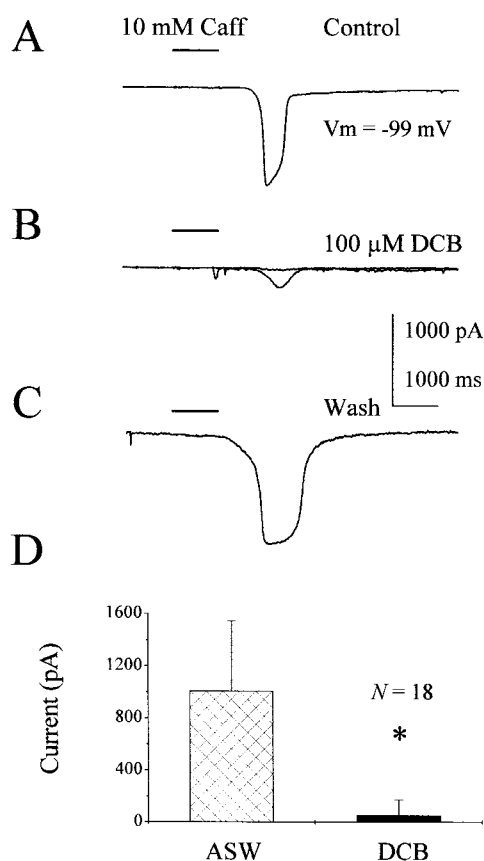 A
10 mM Caff
Control
Vm = -99 mV
B
100 µM DCB
1000 pA
1000 ms
C
Wash
D
Current (pA)
1600
1200
800
400
0
N = 18
*
ASW
DCB